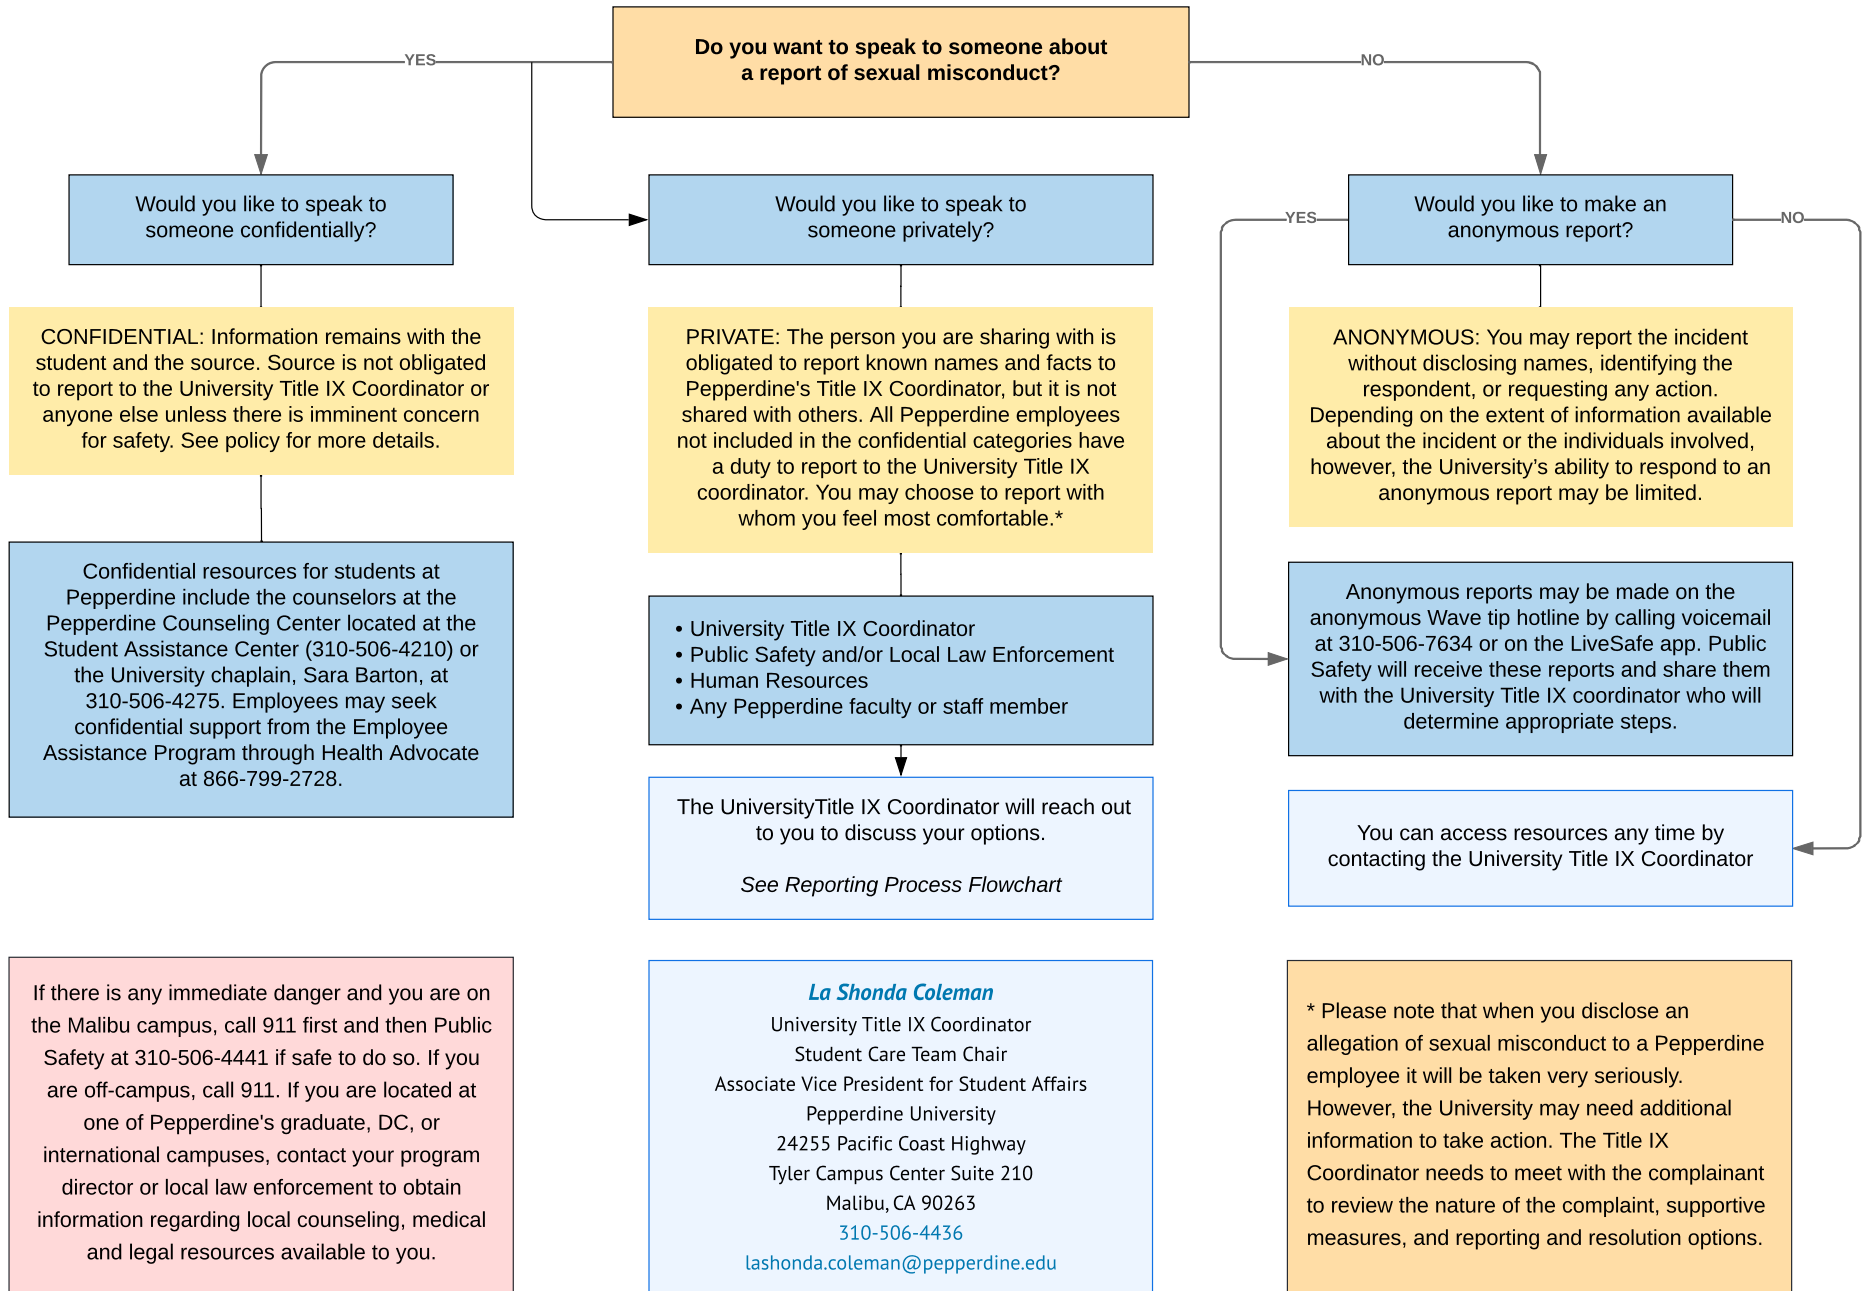 Do you want to speak to someone about
a report of sexual misconduct?
YES
NO
Would you like to speak to
someone confidentially?
Would you like to speak to
someone privately?
Would you like to make an
anonymous report?
YES
NO
CONFIDENTIAL: Information remains with the
student and the source. Source is not obligated
to report to the University Title IX Coordinator or
anyone else unless there is imminent concern
for safety. See policy for more details.
PRIVATE: The person you are sharing with is
obligated to report known names and facts to
Pepperdine's Title IX Coordinator, but it is not
shared with others. All Pepperdine employees
not included in the confidential categories have
a duty to report to the University Title IX
coordinator. You may choose to report with
whom you feel most comfortable.*
ANONYMOUS: You may report the incident
without disclosing names, identifying the
respondent, or requesting any action.
Depending on the extent of information available
about the incident or the individuals involved,
however, the University’s ability to respond to an
anonymous report may be limited.
Confidential resources for students at
Pepperdine include the counselors at the
Pepperdine Counseling Center located at the
Student Assistance Center (310-506-4210) or
the University chaplain, Sara Barton, at
310-506-4275. Employees may seek
confidential support from the Employee
Assistance Program through Health Advocate
at 866-799-2728.
• University Title IX Coordinator
• Public Safety and/or Local Law Enforcement
• Human Resources
• Any Pepperdine faculty or staff member
Anonymous reports may be made on the
anonymous Wave tip hotline by calling voicemail
at 310-506-7634 or on the LiveSafe app. Public
Safety will receive these reports and share them
with the University Title IX coordinator who will
determine appropriate steps.
The UniversityTitle IX Coordinator will reach out
to you to discuss your options.
See Reporting Process Flowchart
You can access resources any time by
contacting the University Title IX Coordinator
If there is any immediate danger and you are on
the Malibu campus, call 911 first and then Public
Safety at 310-506-4441 if safe to do so. If you
are off-campus, call 911. If you are located at
one of Pepperdine's graduate, DC, or
international campuses, contact your program
director or local law enforcement to obtain
information regarding local counseling, medical
and legal resources available to you.
La Shonda Coleman
University Title IX Coordinator
Student Care Team Chair
Associate Vice President for Student Affairs
Pepperdine University
24255 Pacific Coast Highway
Tyler Campus Center Suite 210
Malibu, CA 90263
310-506-4436
lashonda.coleman@pepperdine.edu
* Please note that when you disclose an
allegation of sexual misconduct to a Pepperdine
employee it will be taken very seriously.
However, the University may need additional
information to take action. The Title IX
Coordinator needs to meet with the complainant
to review the nature of the complaint, supportive
measures, and reporting and resolution options.